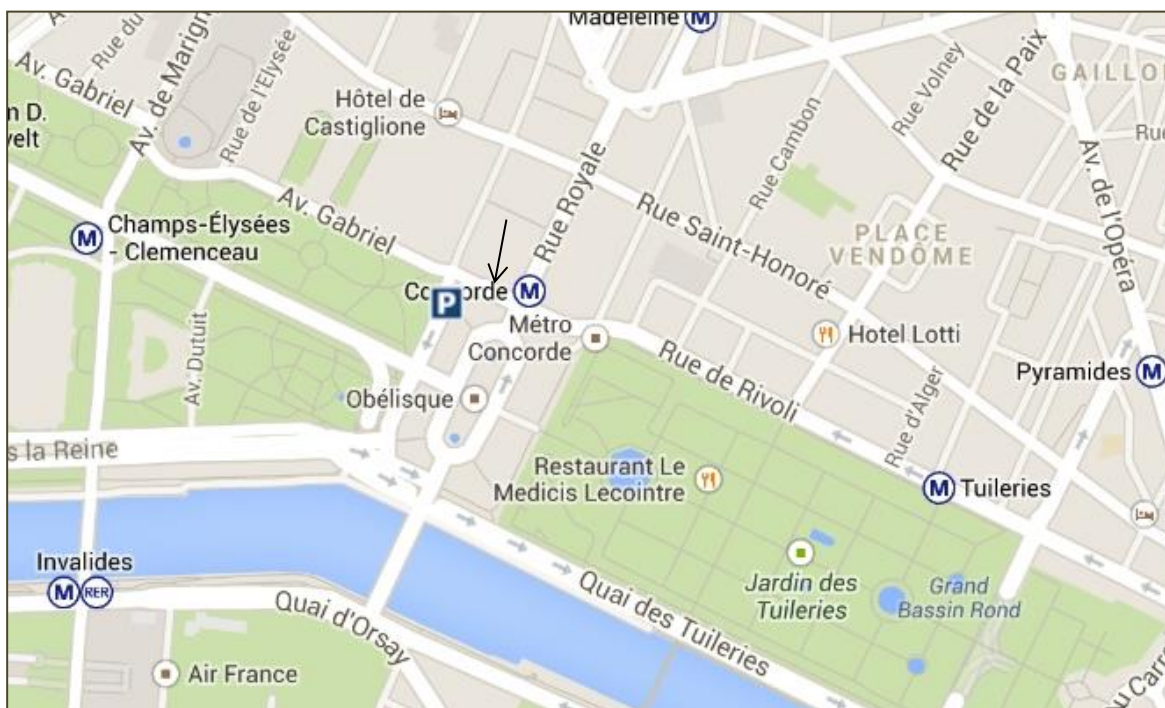 Madeleine M
Rue du
Av. de Marign
Rue de l'Elysée
Av. Gabriel
Rue Volney
Rue de la Paix
GAILLO
Hôtel de
Castiglione
n D.
velt
Rue Cambon
Rue
Av. de l'Opéra
Rue Royale
Av. Gabriel
Rue Saint-Honoré
M Champs-Élysées
- Clemenceau
PLACE
VENDÔME
P
M
Métro
Concorde
Hotel Lotti
Av. Dutuit
Rue de Rivoli
Pyramides M
Obélisque
Rue d'Alger
s la Reine
Restaurant Le
Medicis Lecointre
M Tuileries
Invalides
M RER
Jardin des
Tuileries
Grand
Bassin Rond
Quai d'Orsay
Quai des Tuileries
Air France
u Carr